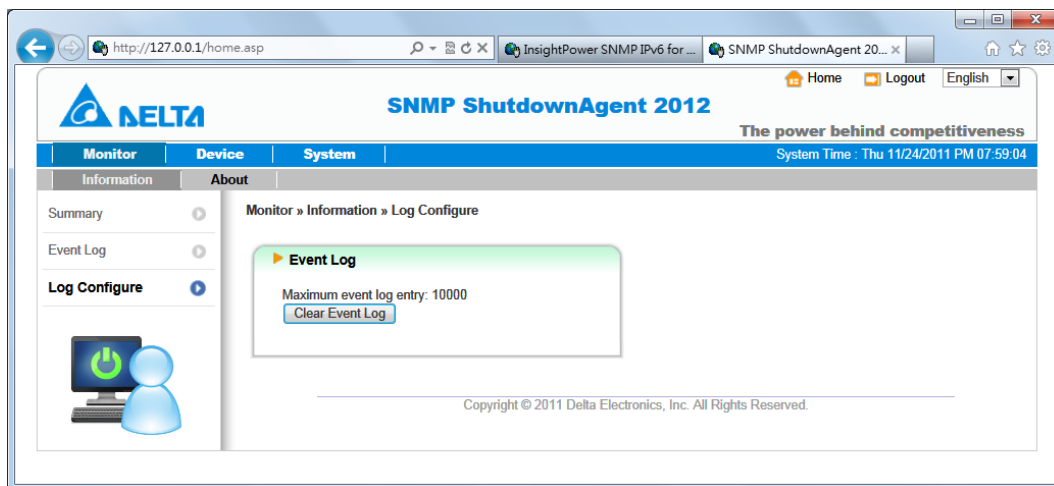 http://127.0.0.1/home.asp
InsightPower SNMP IPv6 for ...
SNMP ShutdownAgent 20...
Home
Logout
English
DELTA
SNMP ShutdownAgent 2012
The power behind competitiveness
Monitor
Device
System
System Time : Thu 11/24/2011 PM 07:59:04
Information
About
Summary
Monitor » Information » Log Configure
Event Log
Log Configure
Event Log
Maximum event log entry: 10000
Clear Event Log
Copyright © 2011 Delta Electronics, Inc. All Rights Reserved.